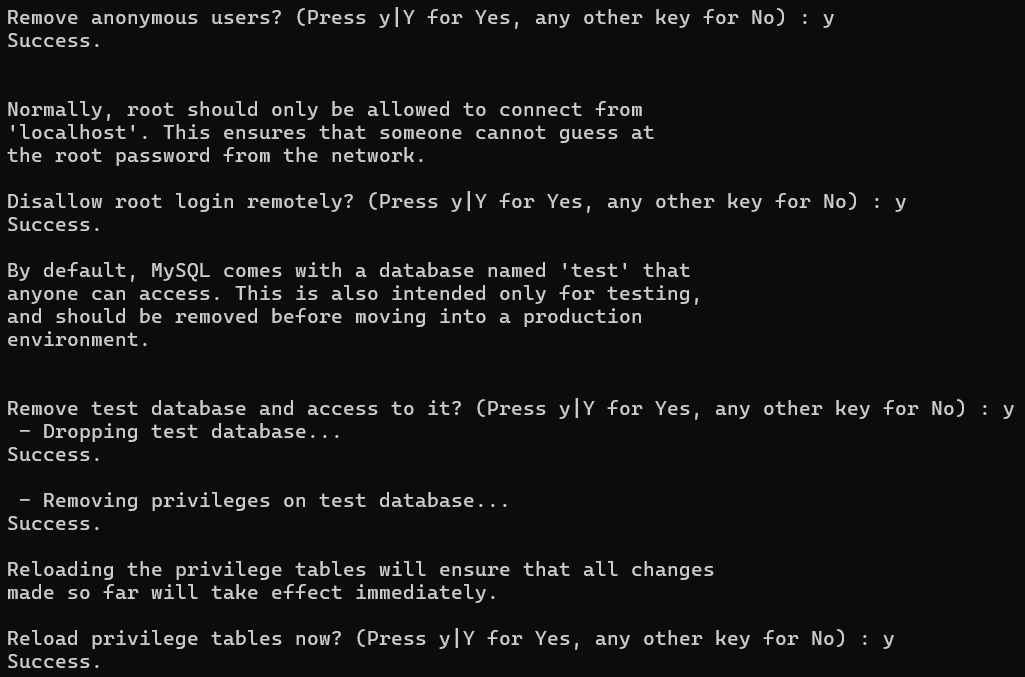 Remove anonymous users? (Press y|Y for Yes, any other key for No) : y
Success.
Normally, root should only be allowed to connect from
'localhost'. This ensures that someone cannot guess at
the root password from the network.
Disallow root login remotely? (Press y|Y for Yes, any other key for No) : y
Success.
By default, MySQL comes with a database named 'test' that
anyone can access. This is also intended only for testing,
and should be removed before moving into a production
environment.
Remove test database and access to it? (Press y|Y for Yes, any other key for No) : y
 - Dropping test database...
Success.
 - Removing privileges on test database...
Success.
Reloading the privilege tables will ensure that all changes
made so far will take effect immediately.
Reload privilege tables now? (Press y|Y for Yes, any other key for No) : y
Success.